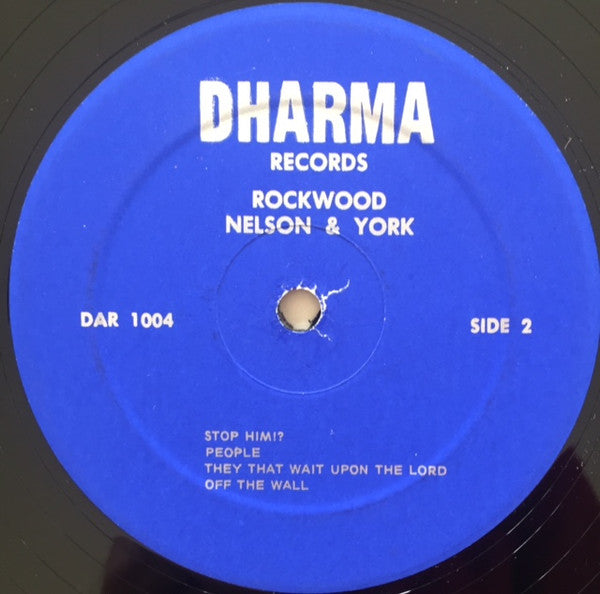 DHARMA
RECORDS
ROCKWOOD
NELSON & YORK
DAR 1004
SIDE 2
STOP HIM!?
PEOPLE
THEY THAT WAIT UPON THE LORD
OFF THE WALL